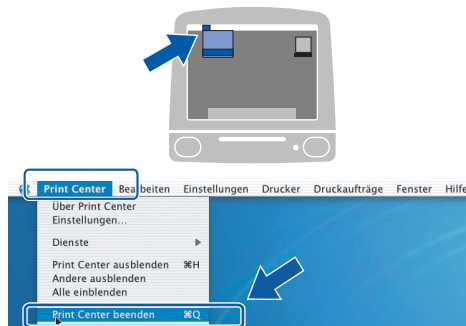 Print Center Bearbeiten Einstellungen Drucker Druckaufträge Fenster Hilfe
Über Print Center
Einstellungen...
Dienste ▶
Print Center ausblenden ⌘H
Andere ausblenden
Alle einblenden
Print Center beenden ⌘Q